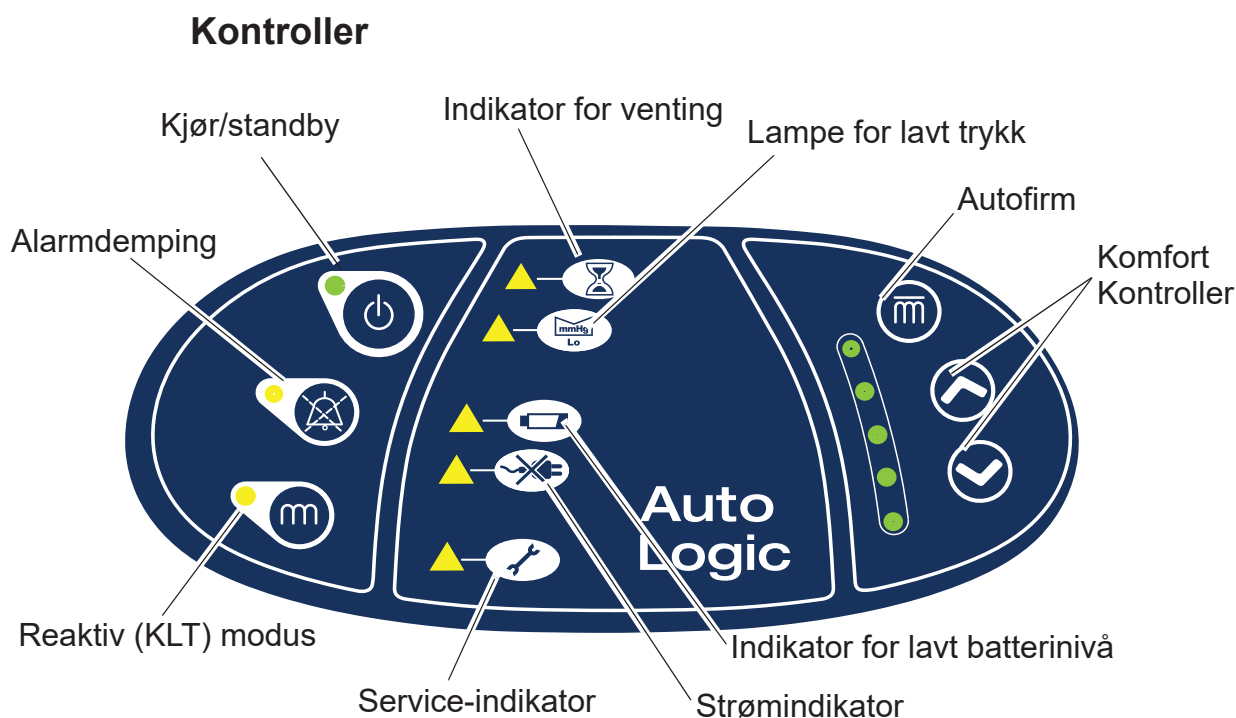 Kontroller
Kjør/standby
Indikator for venting
Lampe for lavt trykk
Autofirm
Alarmdemping
Komfort
Kontroller
mmHg
Lo
Auto
Logic
Reaktiv (KLT) modus
Indikator for lavt batterinivå
Service-indikator
Strømindikator